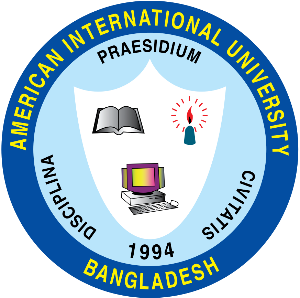 AMERICAN INTERNATIONAL UNIVERSITY
PRAESIDIUM
DISCIPLINA
CIVITATIS
1994
BANGLADESH